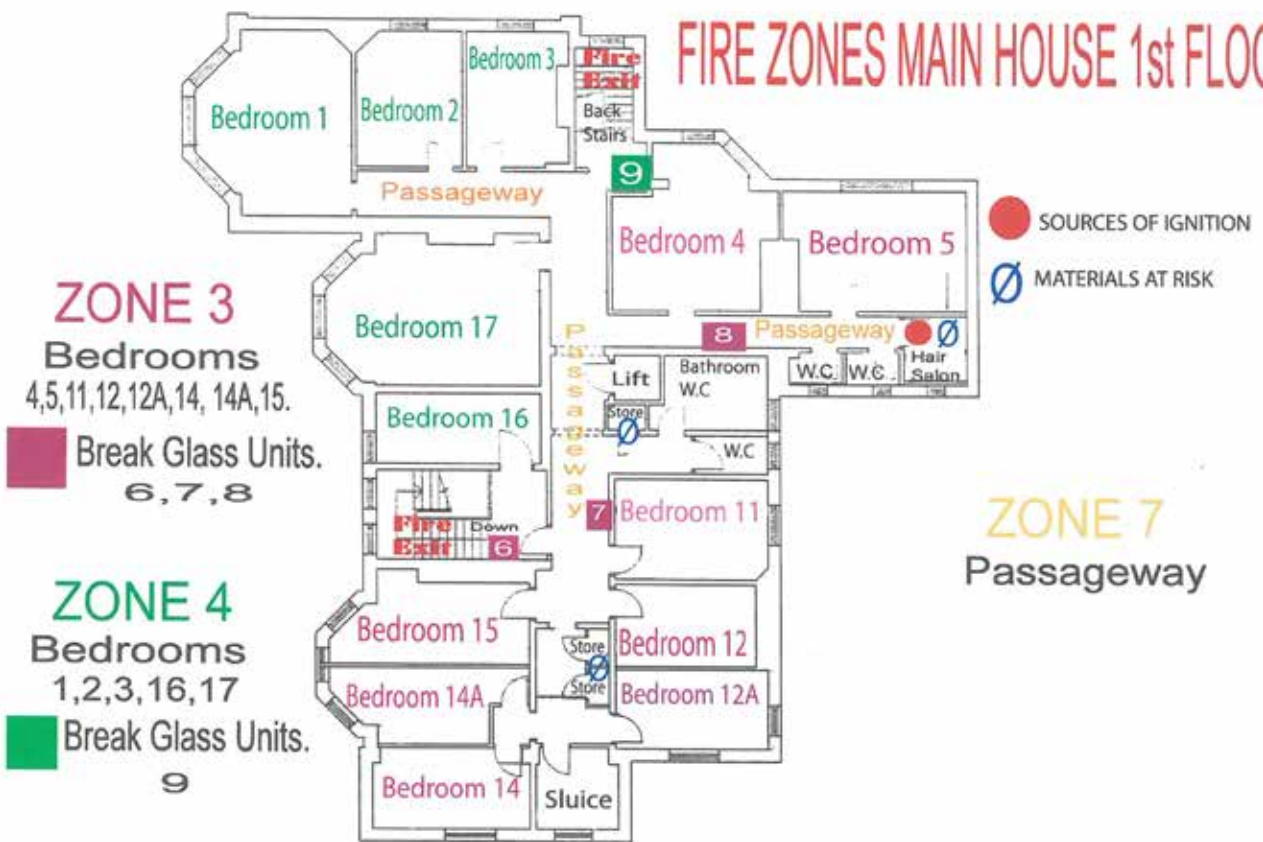 FIRE ZONES MAIN HOUSE 1st FLOO
Bedroom 1
Bedroom 2
Bedroom 3
Fire
Exit
Back
Stairs
9
Passageway
Bedroom 4
Bedroom 5
SOURCES OF IGNITION
MATERIALS AT RISK
ZONE 3
Bedrooms
4,5,11,12,12A,14, 14A,15.
Break Glass Units.
6,7,8
Bedroom 17
Passageway
8
Passageway
Hair
Salon
W.C.
W.C.
Lift
Bathroom
W.C
Store
W.C
Bedroom 16
Fire
Exit
Down
6
7
Bedroom 11
ZONE 7
Passageway
ZONE 4
Bedrooms
1,2,3,16,17
Break Glass Units.
9
Bedroom 15
Store
Store
Bedroom 12
Bedroom 14A
Bedroom 12A
Bedroom 14
Sluice